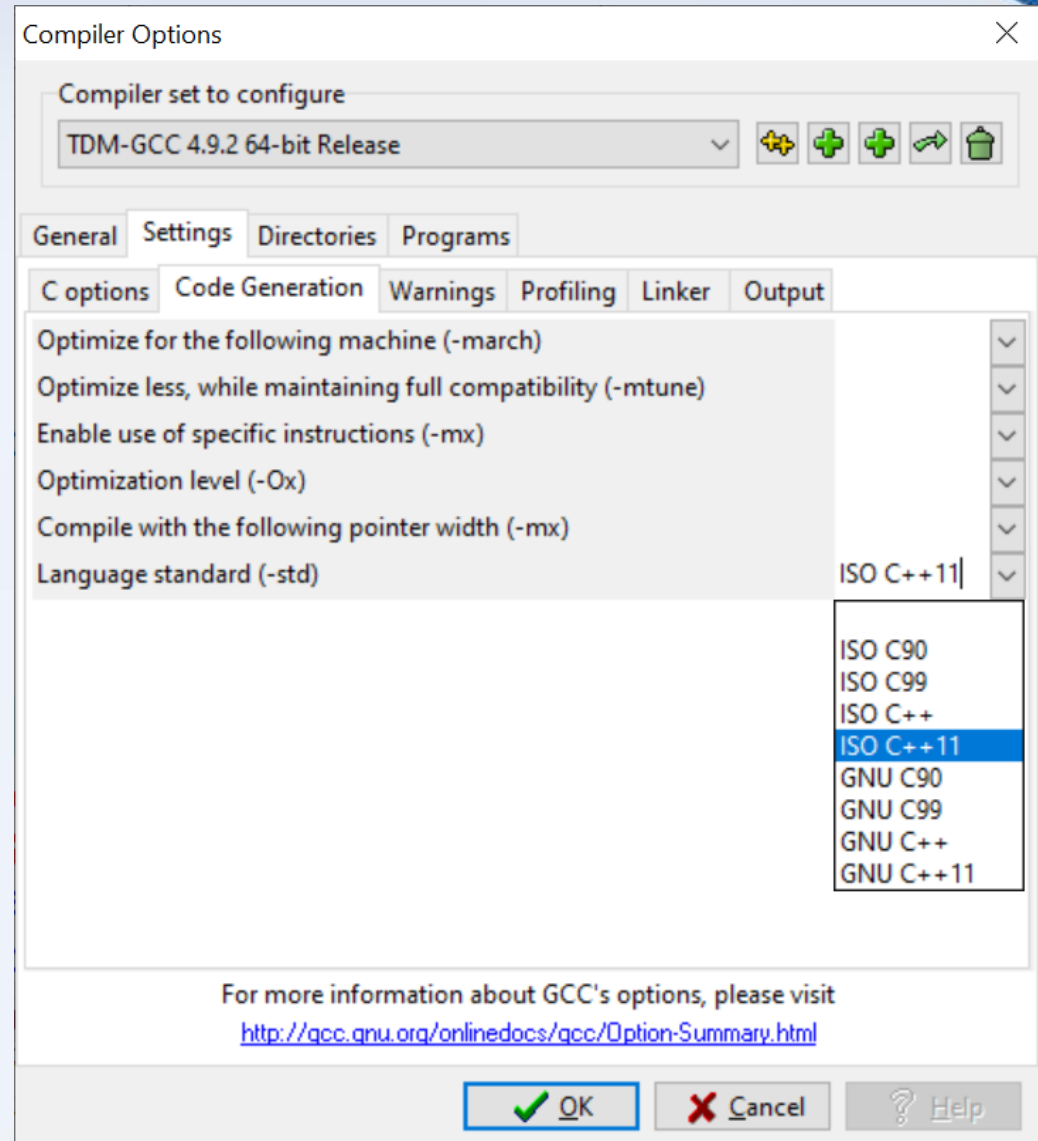 Compiler Options
Compiler set to configure
TDM-GCC 4.9.2 64-bit Release
General Settings Directories Programs
C options Code Generation Warnings Profiling Linker Output
Optimize for the following machine (-march)
Optimize less, while maintaining full compatibility (-mtune)
Enable use of specific instructions (-mx)
Optimization level (-Ox)
Compile with the following pointer width (-mx)
Language standard (-std) ISO C++11
ISO C90
ISO C99
ISO C++
ISO C++11
GNU C90
GNU C99
GNU C++
GNU C++11
For more information about GCC's options, please visit
http://gcc.gnu.org/onlinedocs/gcc/Option-Summary.html
OK Cancel Help